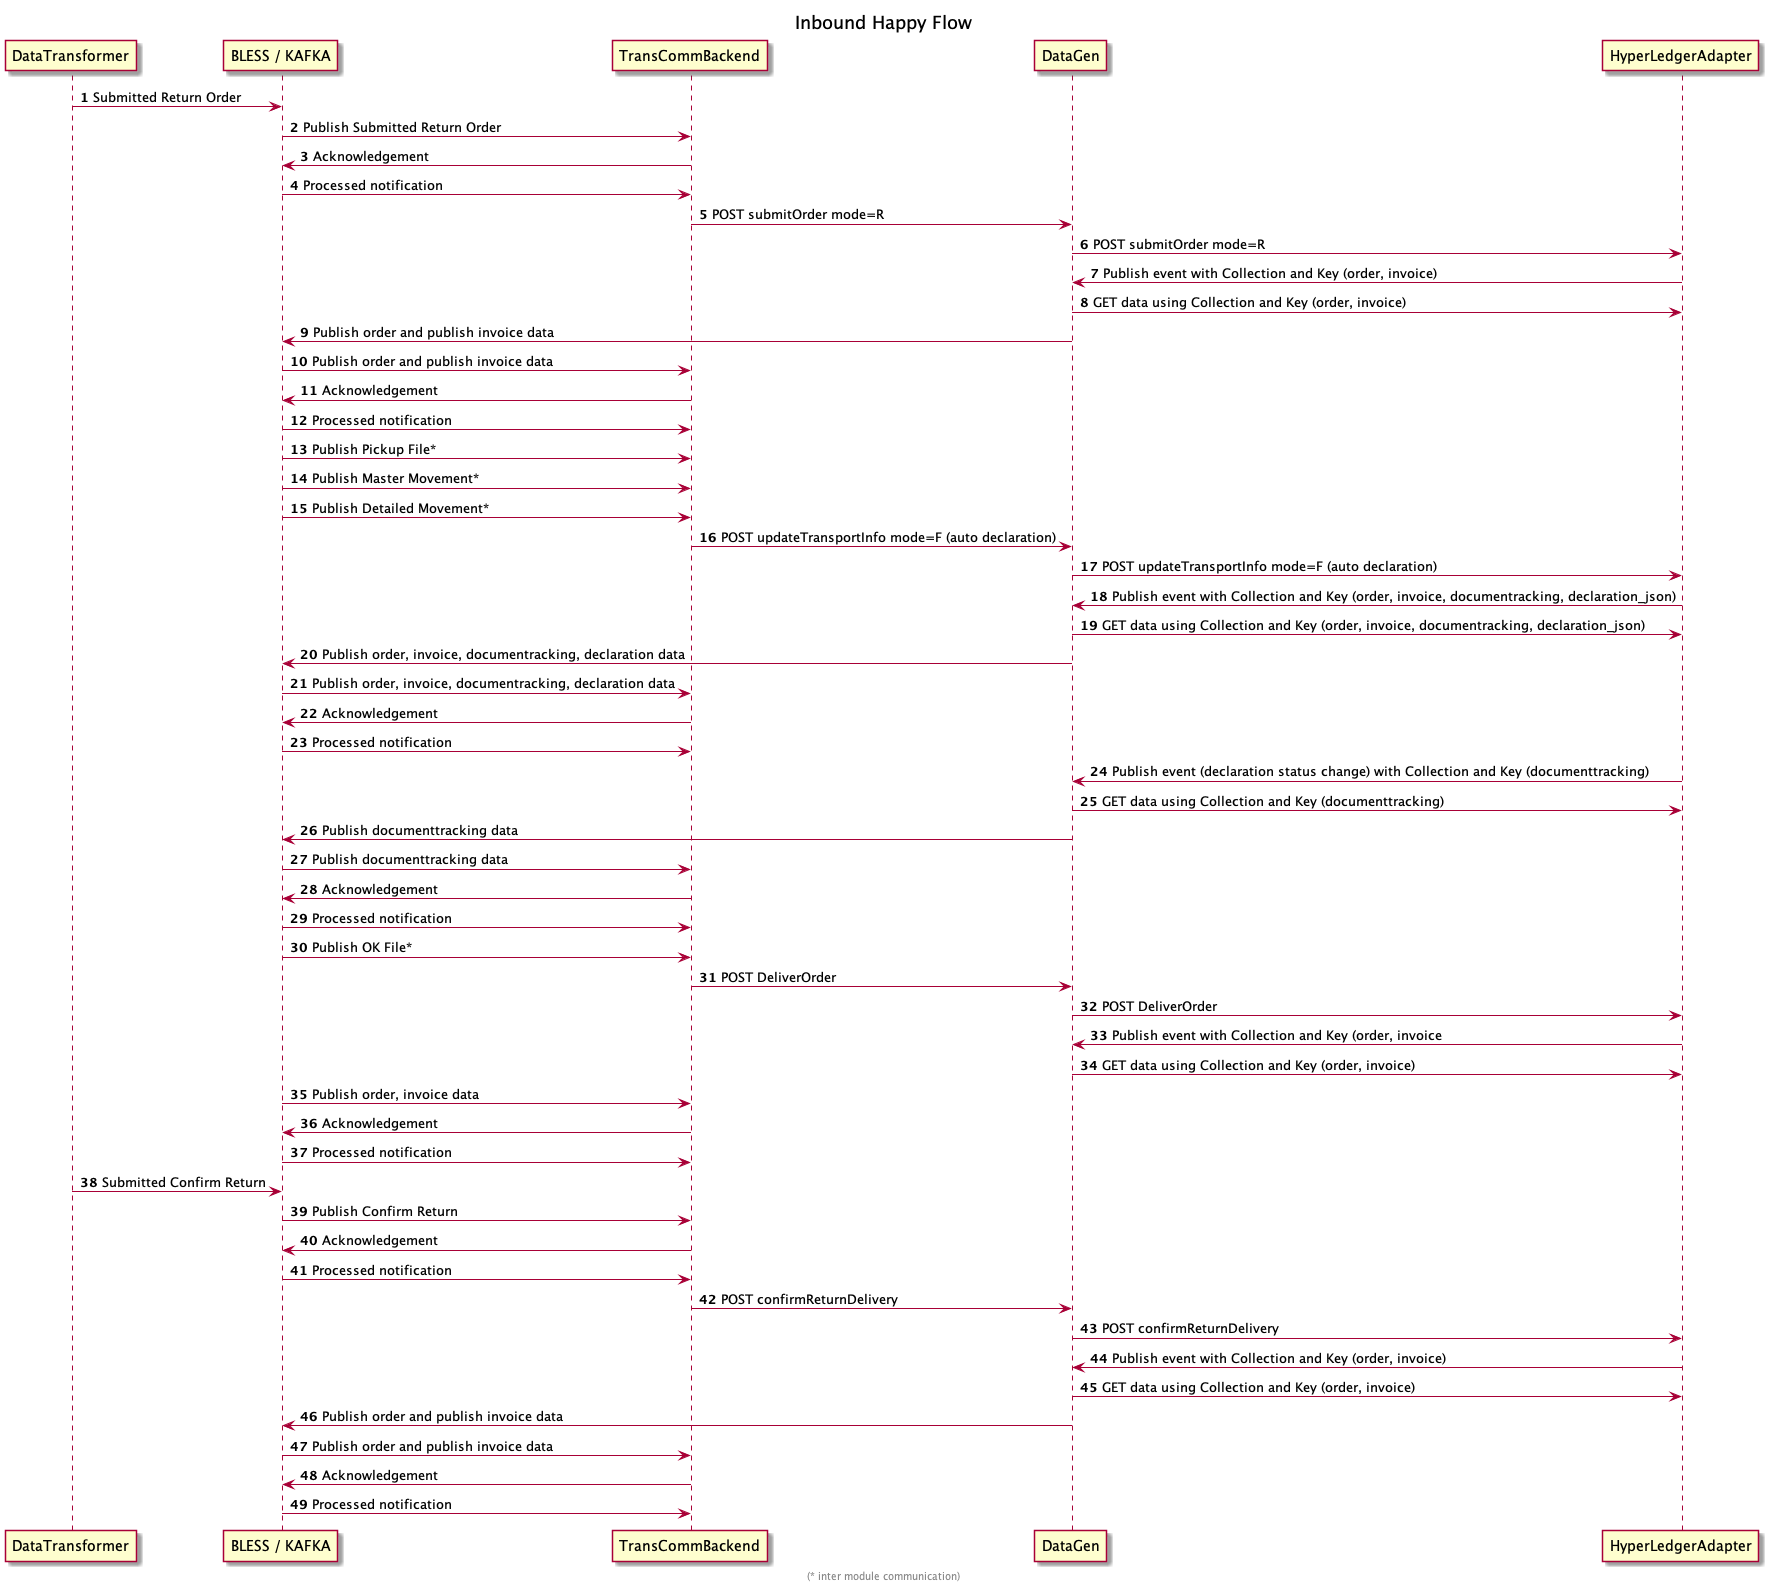 Inbound Happy Flow
DataTransformer
BLESS / KAFKA
TransCommBackend
DataGen
HyperLedgerAdapter
1 Submitted Return Order
2 Publish Submitted Return Order
3 Acknowledgement
4 Processed notification
5 POST submitOrder mode=R
6 POST submitOrder mode=R
7 Publish event with Collection and Key (order, invoice)
8 GET data using Collection and Key (order, invoice)
9 Publish order and publish invoice data
10 Publish order and publish invoice data
11 Acknowledgement
12 Processed notification
13 Publish Pickup File*
14 Publish Master Movement*
15 Publish Detailed Movement*
16 POST updateTransportInfo mode=F (auto declaration)
17 POST updateTransportInfo mode=F (auto declaration)
18 Publish event with Collection and Key (order, invoice, documentracking, declaration_json)
19 GET data using Collection and Key (order, invoice, documentracking, declaration_json)
20 Publish order, invoice, documentracking, declaration data
21 Publish order, invoice, documentracking, declaration data
22 Acknowledgement
23 Processed notification
24 Publish event (declaration status change) with Collection and Key (documenttracking)
25 GET data using Collection and Key (documenttracking)
26 Publish documenttracking data
27 Publish documenttracking data
28 Acknowledgement
29 Processed notification
30 Publish OK File*
31 POST DeliverOrder
32 POST DeliverOrder
33 Publish event with Collection and Key (order, invoice
34 GET data using Collection and Key (order, invoice)
35 Publish order, invoice data
36 Acknowledgement
37 Processed notification
38 Submitted Confirm Return
39 Publish Confirm Return
40 Acknowledgement
41 Processed notification
42 POST confirmReturnDelivery
43 POST confirmReturnDelivery
44 Publish event with Collection and Key (order, invoice)
45 GET data using Collection and Key (order, invoice)
46 Publish order and publish invoice data
47 Publish order and publish invoice data
48 Acknowledgement
49 Processed notification
DataTransformer
BLESS / KAFKA
TransCommBackend
DataGen
HyperLedgerAdapter
(* inter module communication)